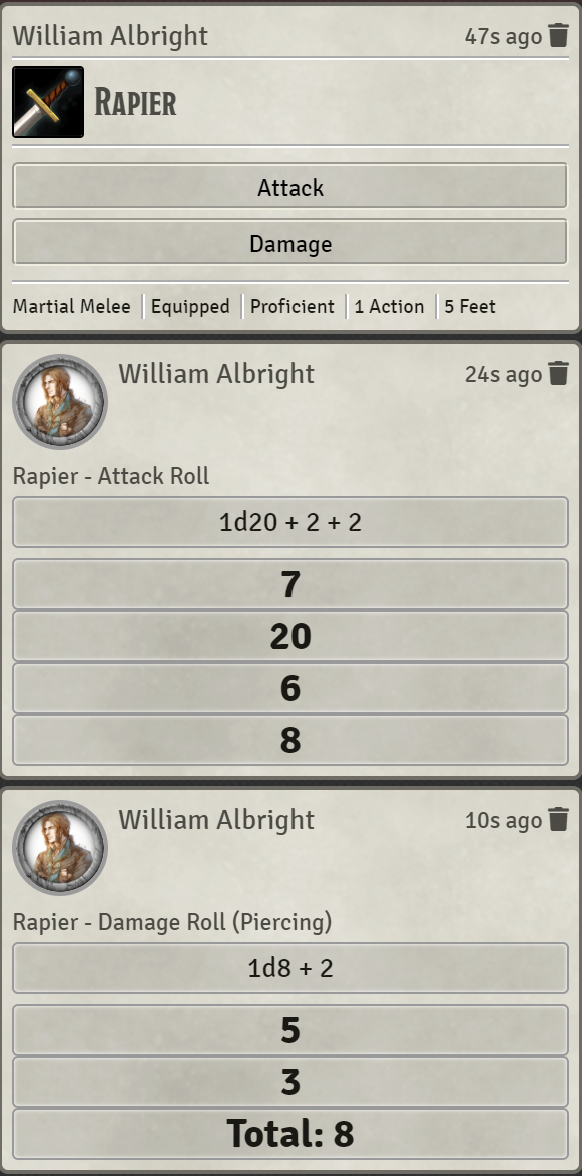 William Albright 47s ago
Rapier
Attack
Damage
Martial Melee Equipped Proficient 1 Action 5 Feet
William Albright 24s ago
Rapier - Attack Roll
1d20 + 2 + 2
7
20
6
8
William Albright 10s ago
Rapier - Damage Roll (Piercing)
1d8 + 2
5
3
Total: 8